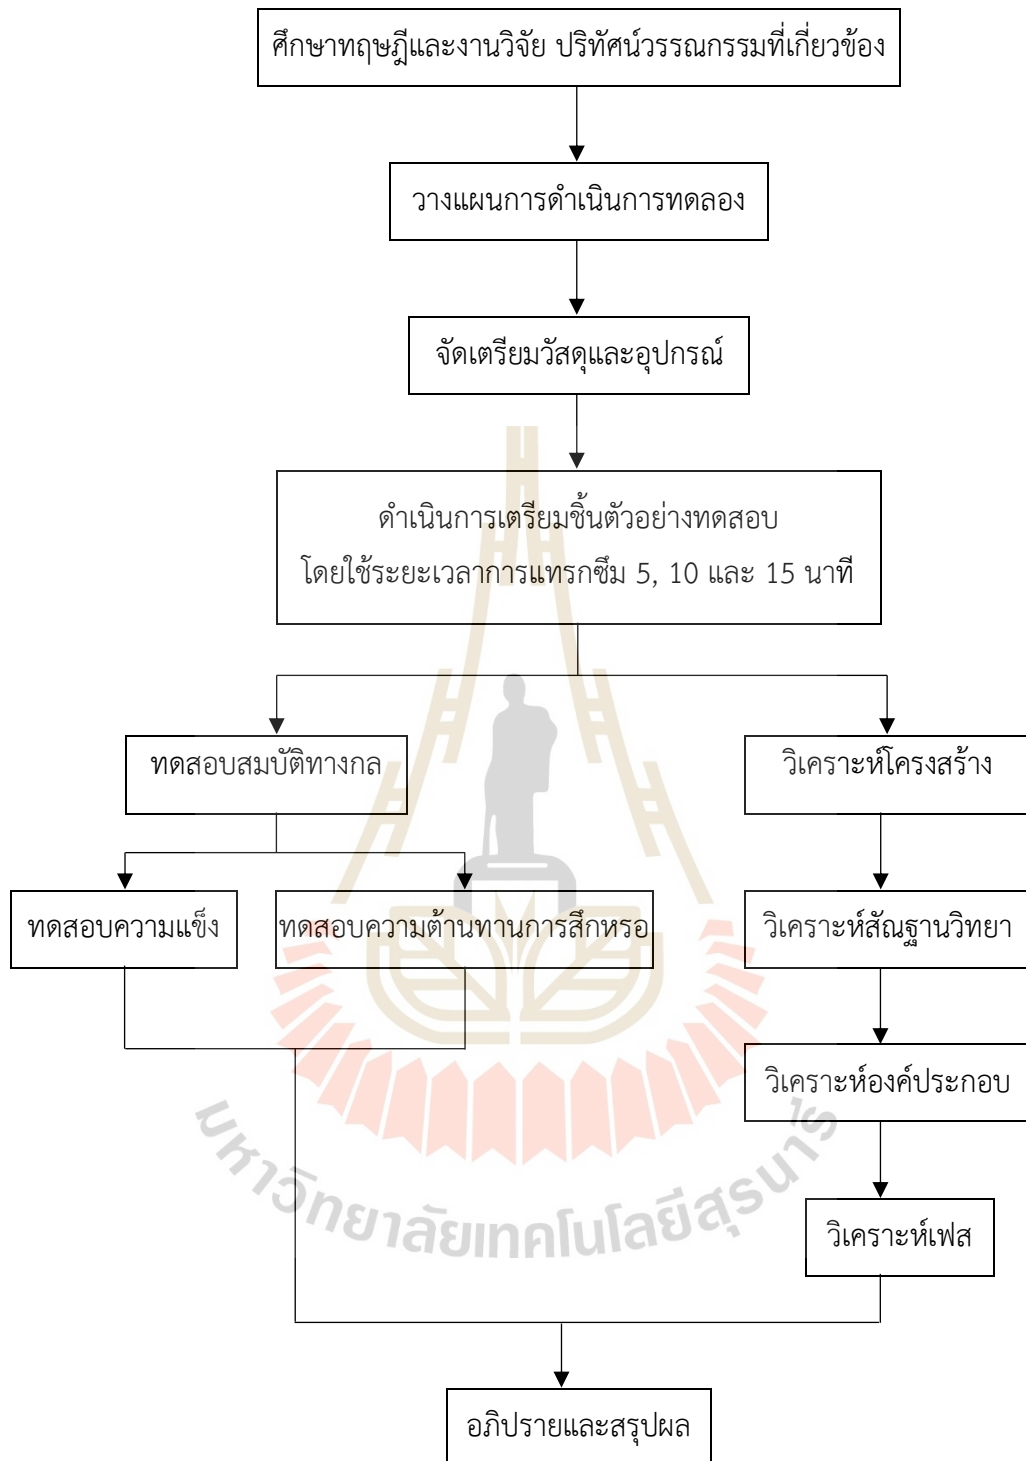 ศึกษาทฤษฎีและงานวิจัย ปริทัศน์วรรณกรรมที่เกี่ยวข้อง
วางแผนการดำเนินการทดลอง
จัดเตรียมวัสดุและอุปกรณ์
ดำเนินการเตรียมชิ้นตัวอย่างทดสอบ
โดยใช้ระยะเวลาการแทรกซึม 5, 10 และ 15 นาที
ทดสอบสมบัติทางกล
วิเคราะห์โครงสร้าง
ทดสอบความแข็ง
ทดสอบความต้านทานการสึกหรอ
วิเคราะห์สัณฐานวิทยา
วิเคราะห์องค์ประกอบ
วิเคราะห์เฟส
มหาวิทยาลัยเทคโนโลยีสุรนารี
อภิปรายและสรุปผล